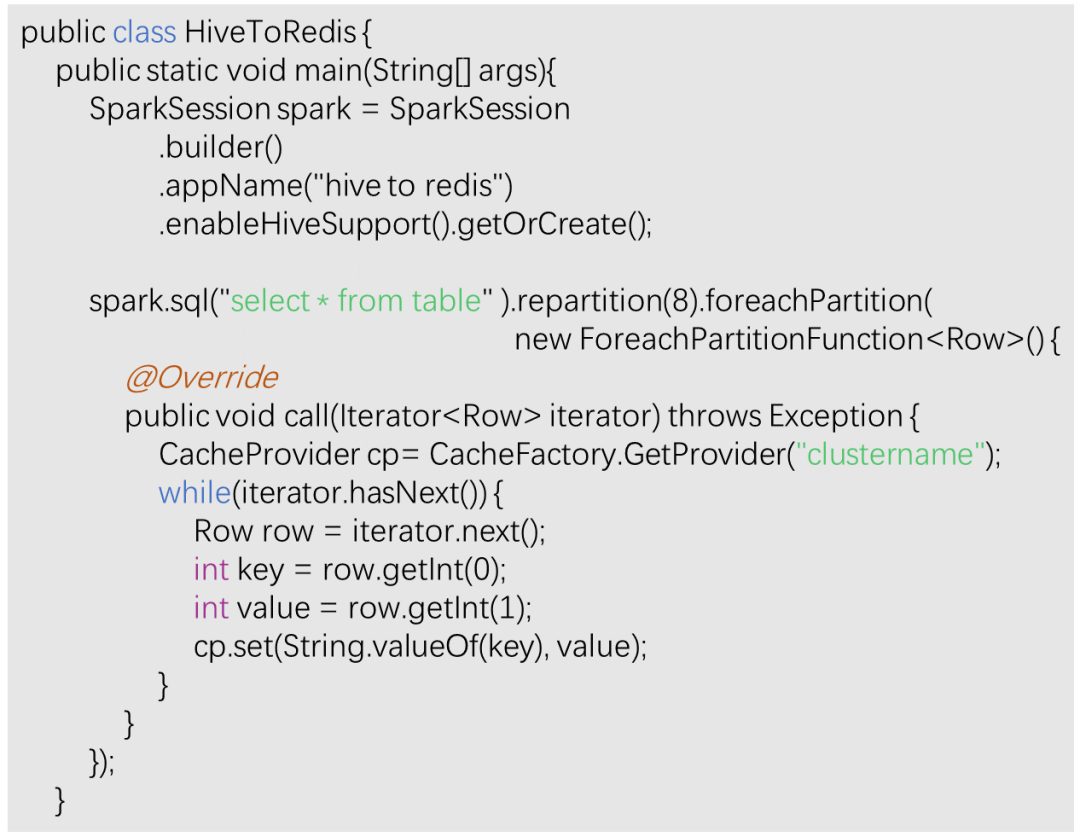 public class HiveToRedis {
public static void main(String[] args){
SparkSession spark = SparkSession
.builder()
.appName("hive to redis")
.enableHiveSupport().getOrCreate();
spark.sql("select * from table" ).repartition(8).foreachPartition(
new ForeachPartitionFunction<Row>() {
@Override
public void call(Iterator<Row> iterator) throws Exception {
CacheProvider cp= CacheFactory.GetProvider("clustername");
while(iterator.hasNext()) {
Row row = iterator.next();
int key = row.getInt(0);
int value = row.getInt(1);
cp.set(String.valueOf(key), value);
}
}
});
}